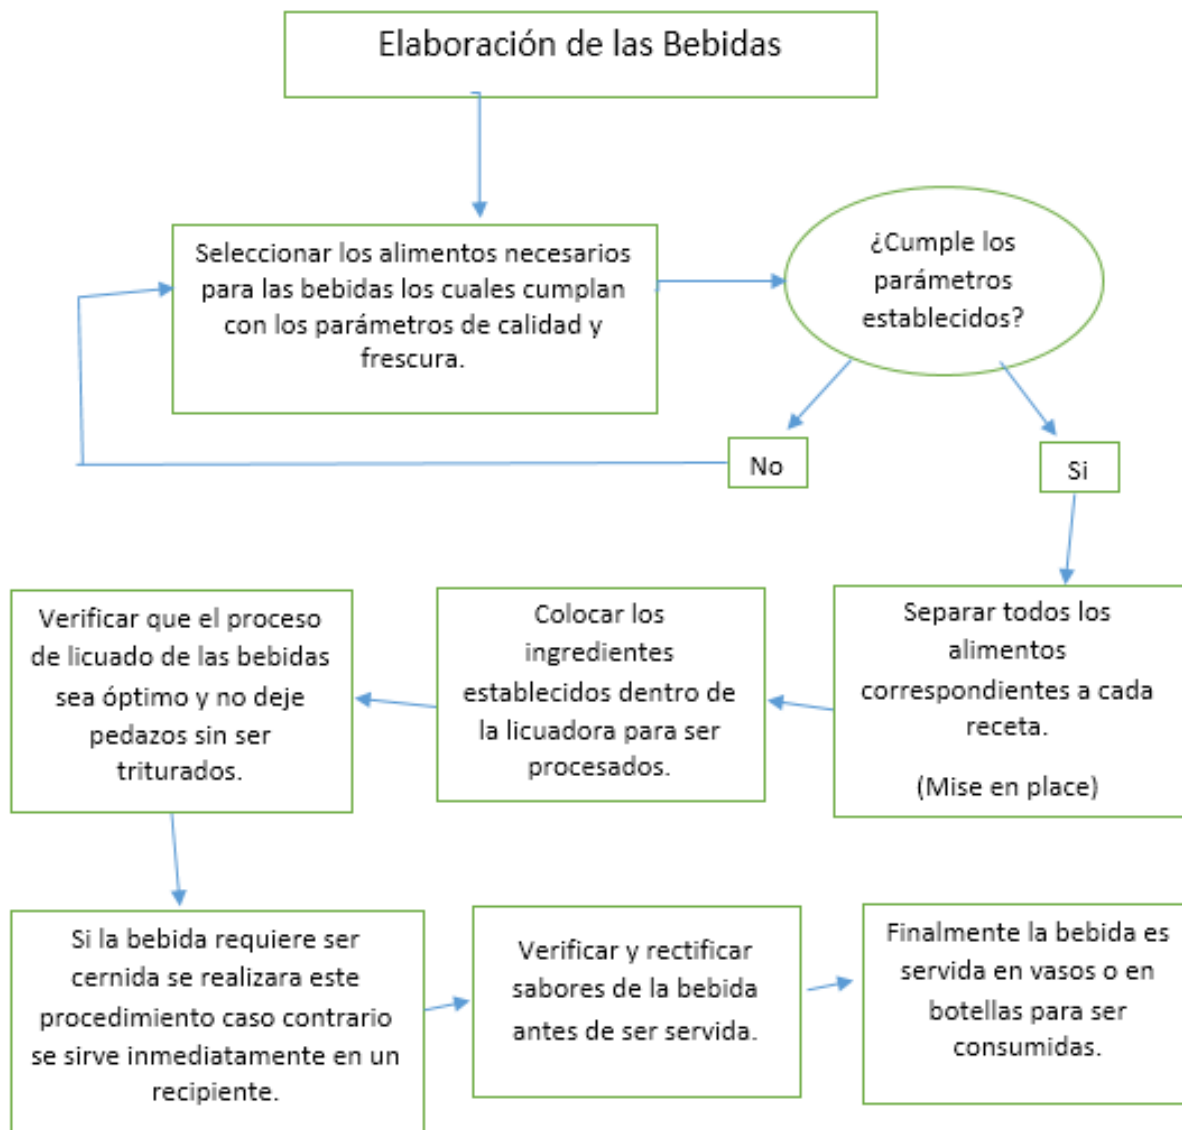 Elaboración de las Bebidas
Seleccionar los alimentos necesarios
para las bebidas los cuales cumplan
con los parámetros de calidad y
frescura.
¿Cumple los
parámetros
establecidos?
No
Si
Separar todos los
alimentos
correspondientes a cada
receta.
(Mise en place)
Colocar los
ingredientes
establecidos dentro de
la licuadora para ser
procesados.
Verificar que el proceso
de licuado de las bebidas
sea óptimo y no deje
pedazos sin ser
triturados.
Si la bebida requiere ser
cernida se realizara este
procedimiento caso contrario
se sirve inmediatamente en un
recipiente.
Verificar y rectificar
sabores de la bebida
antes de ser servida.
Finalmente la bebida es
servida en vasos o en
botellas para ser
consumidas.